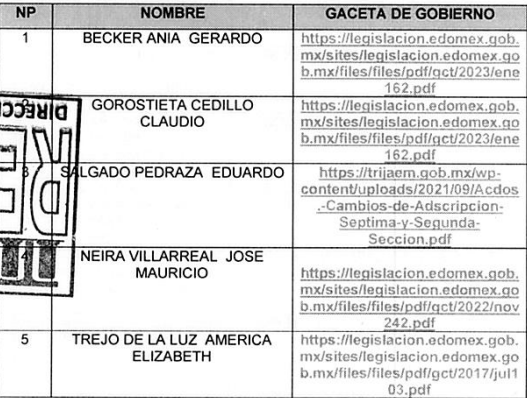 NP NOMBRE GACETA DE GOBIERNO
1 BECKER ANIA GERARDO https://legislacion.edomex.gob.
mx/sites/legislacion.edomex.go
b.mx/files/files/pdf/gct/2023/ene
162.pdf
GOROSTIETA CEDILLO https://legislacion.edomex.gob.
CLAUDIO mx/sites/legislacion.edomex.go
b.mx/files/files/pdf/gct/2023/ene
162.pdf
3 SALGADO PEDRAZA EDUARDO https://trijaem.gob.mx/wp-
content/uploads/2021/09/Acdos
.-Cambios-de-Adscripcion-
Septima-y-Segunda-
Seccion.pdf
4 NEIRA VILLARREAL JOSE
MAURICIO https://legislacion.edomex.gob.
mx/sites/legislacion.edomex.go
b.mx/files/files/pdf/gct/2022/nov
242.pdf
5 TREJO DE LA LUZ AMERICA https://legislacion.edomex.gob.
ELIZABETH mx/sites/legislacion.edomex.go
b.mx/files/files/pdf/gct/2017/jul1
03.pdf
DIRECCI